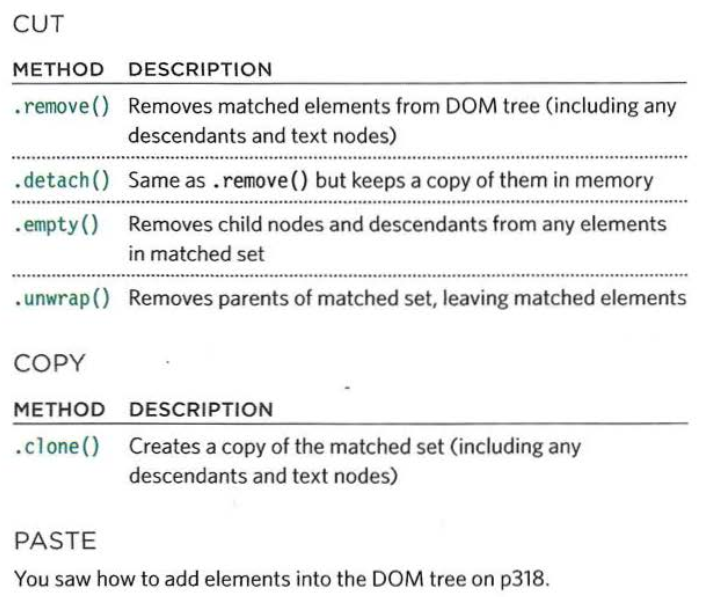 CUT
METHOD DESCRIPTION
.remove() Removes matched elements from DOM tree (including any
descendants and text nodes)
.detach() Same as .remove() but keeps a copy of them in memory
.empty() Removes child nodes and descendants from any elements
in matched set
.unwrap() Removes parents of matched set, leaving matched elements
COPY
METHOD DESCRIPTION
.clone() Creates a copy of the matched set (including any
descendants and text nodes)
PASTE
You saw how to add elements into the DOM tree on p318.